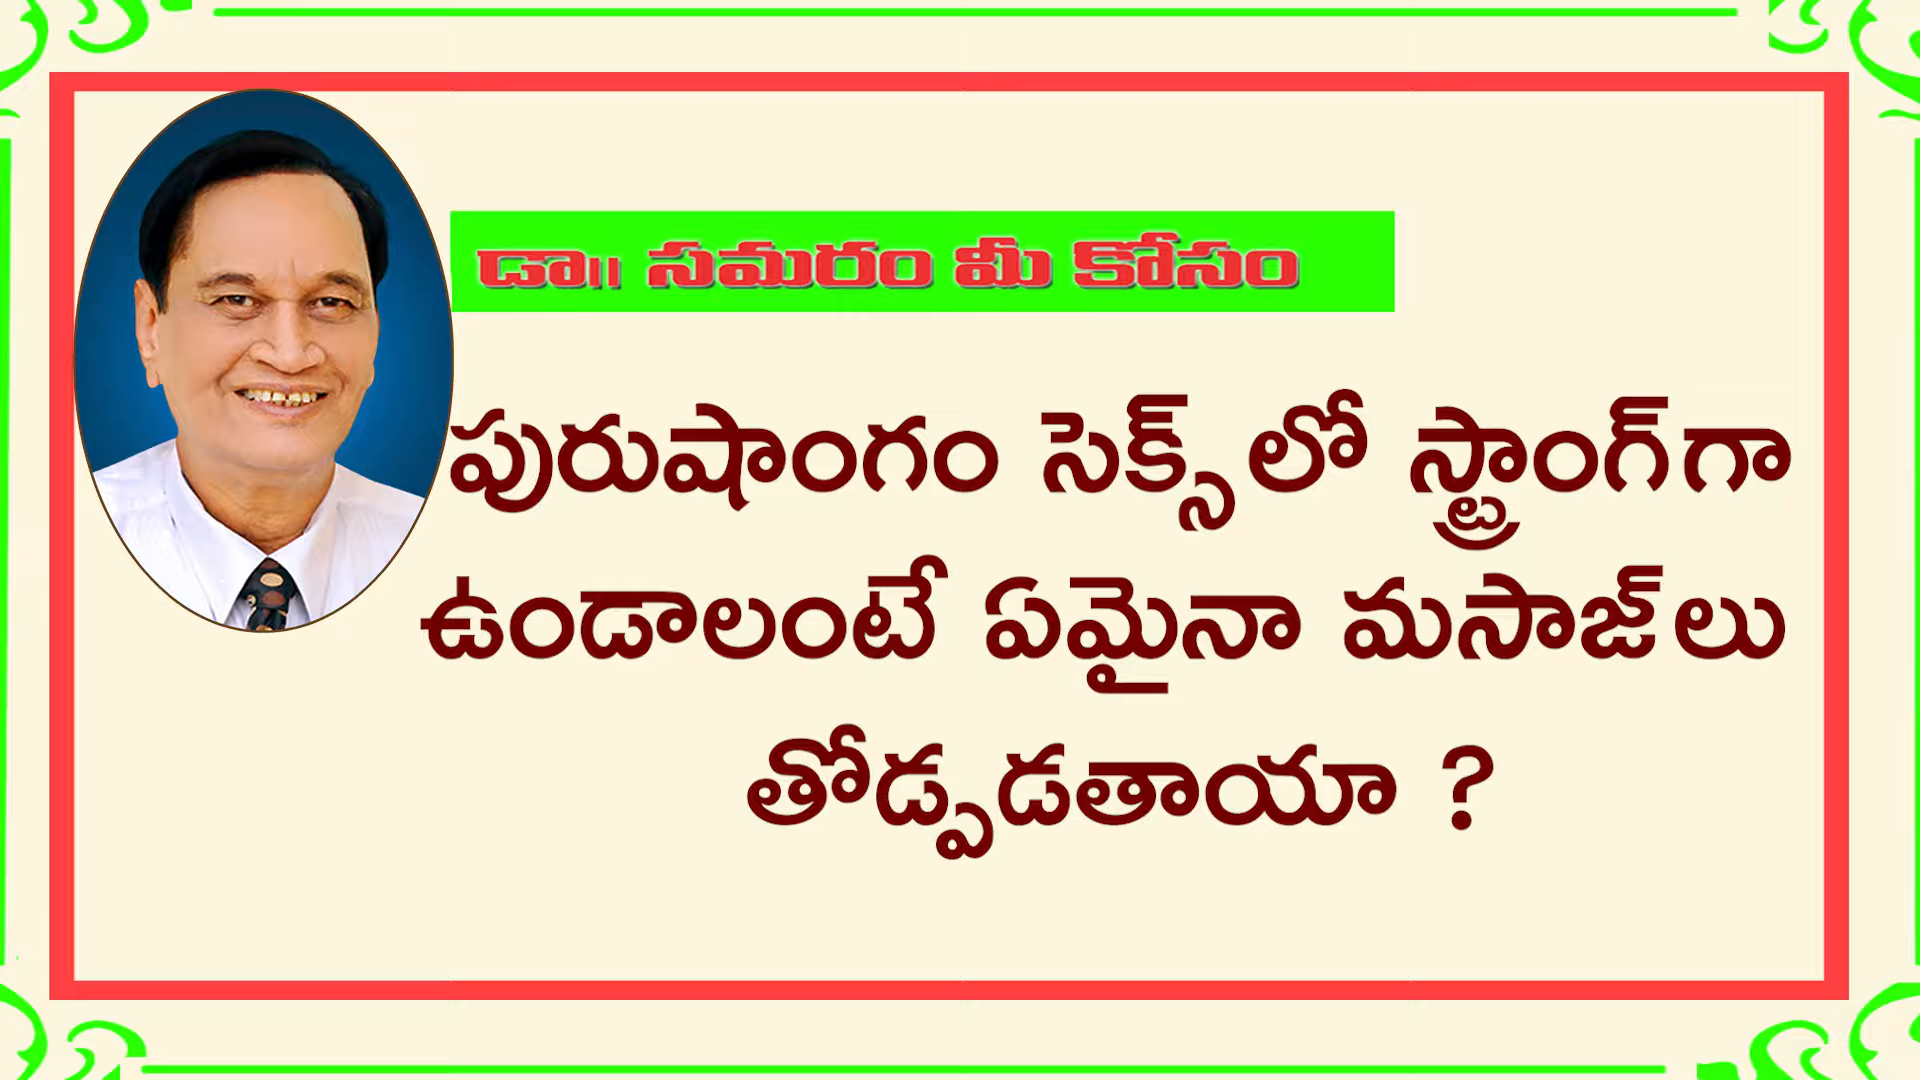 డా॥ సమరం మీ కోసం
పురుషాంగం సెక్స్‌లో స్ట్రాంగ్‌గా
ఉండాలంటే ఏమైనా మసాజ్‌లు
తోడ్పడతాయా ?